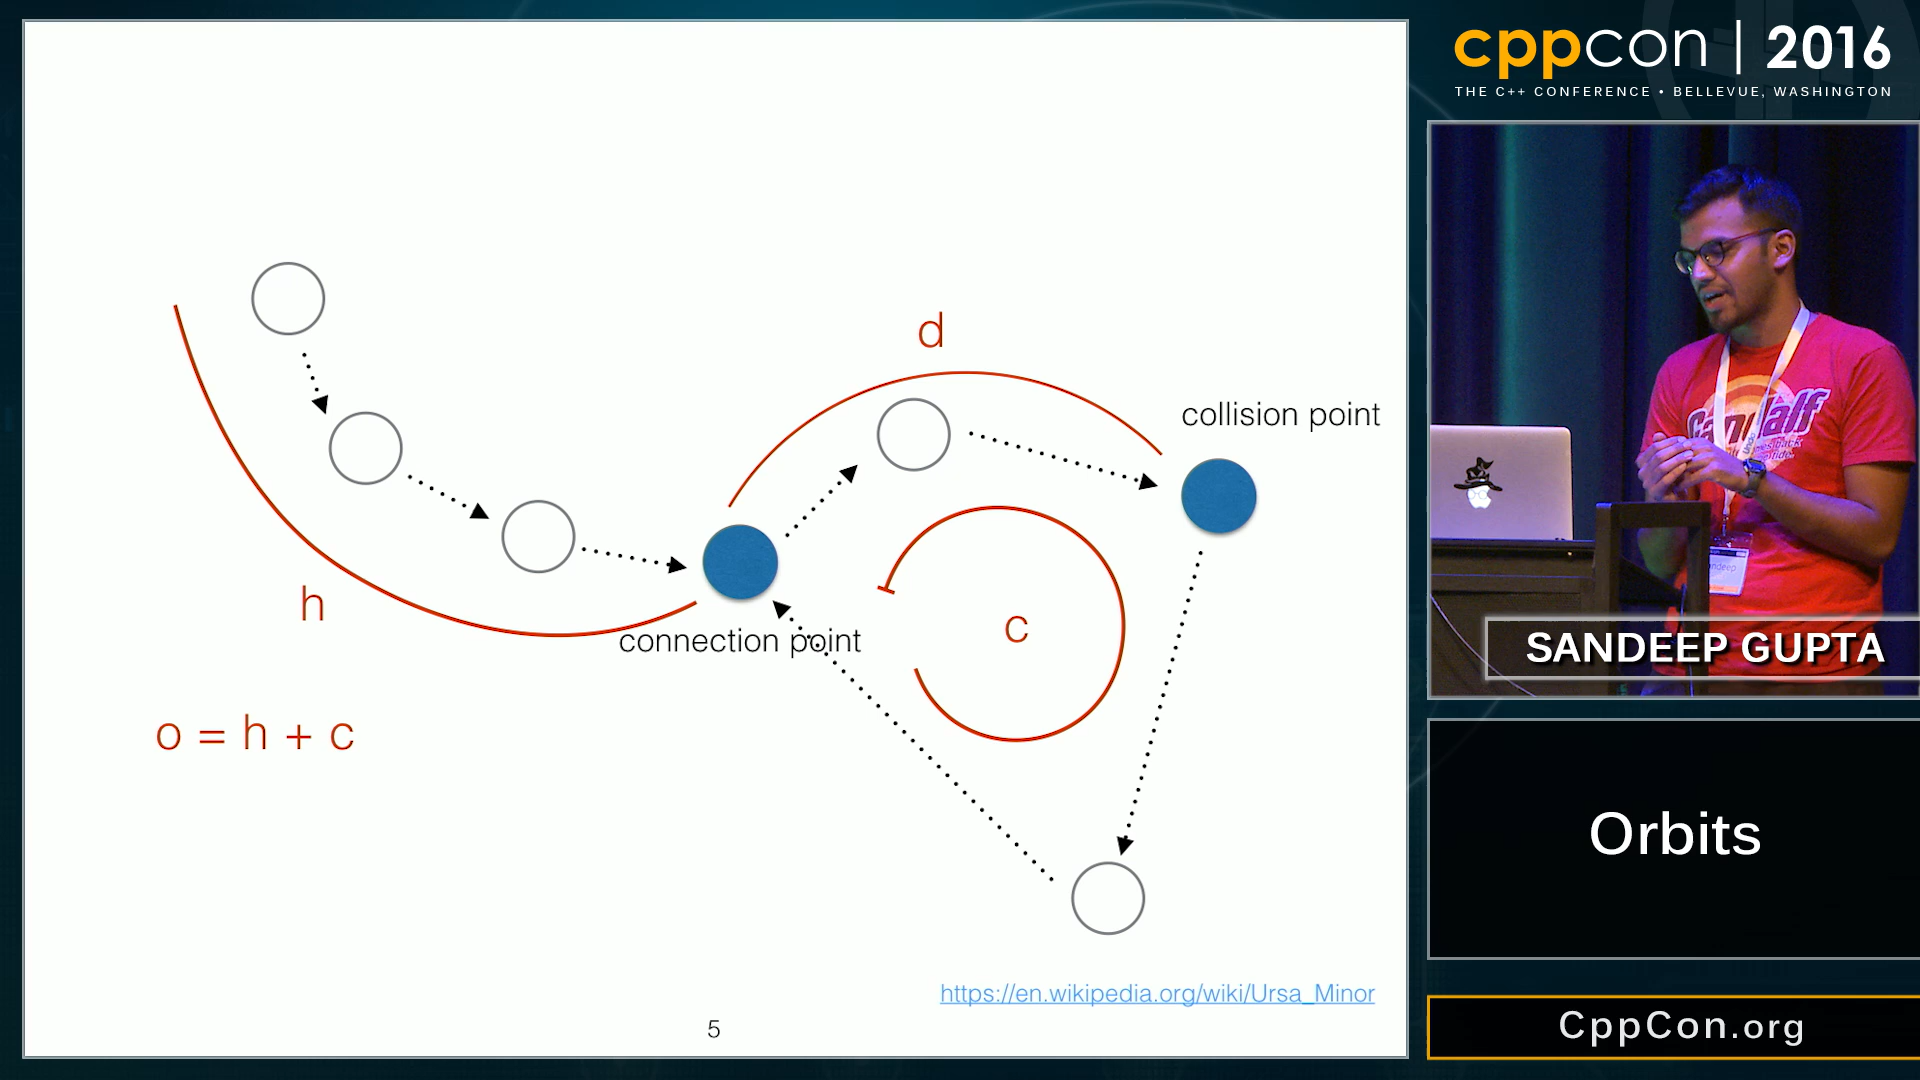 d
collision point
h
c
connection point
o = h + c
https://en.wikipedia.org/wiki/Ursa_Minor
5
cppcon | 2016
THE C++ CONFERENCE • BELLEVUE, WASHINGTON
Gandalf
SANDEEP GUPTA
Orbits
CppCon.org